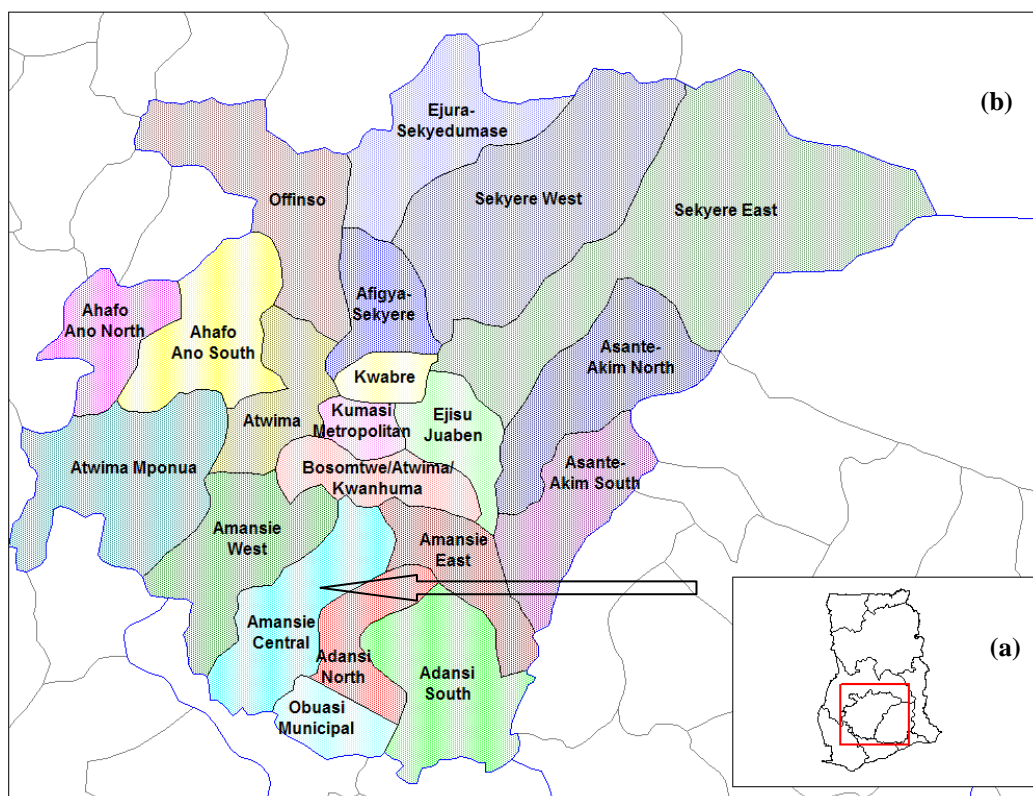 (b)
Ejura-
Sekyedumase
Offinso
Sekyere West
Sekyere East
Afigya-
Sekyere
Ahafo
Ano North
Ahafo
Ano South
Asante-
Akim North
Kwabre
Kumasi
Metropolitan
Ejisu
Juaben
Atwima
Atwima Mponua
Bosomtwe/Atwima/
Kwanhuma
Asante-
Akim South
Amansie
West
Amansie
East
Amansie
Central
Adansi
North
Adansi
South
Obuasi
Municipal
(a)